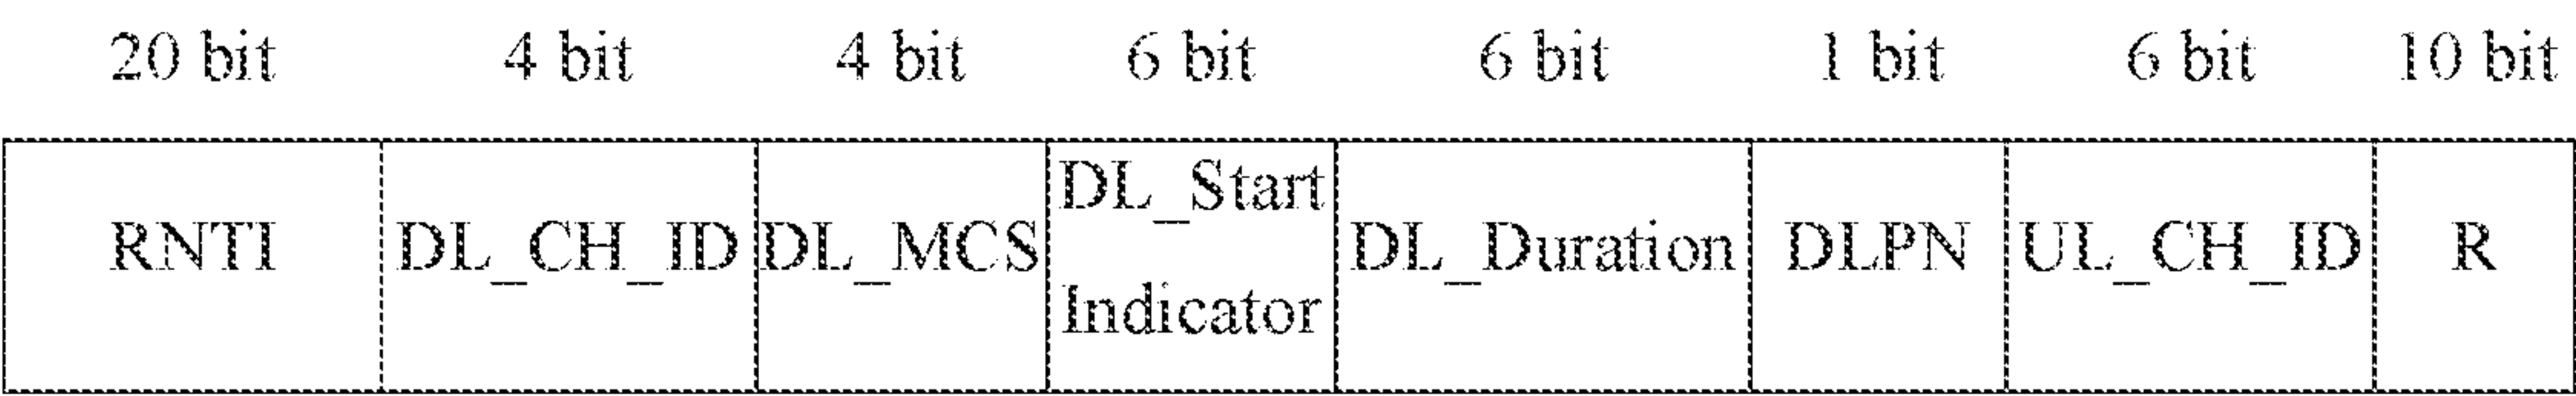 20 bit 4 bit 4 bit 6 bit 6 bit 1 bit 6 bit 10 bit
RNTI DL_CH_ID DL_MCS DL_Start Indicator DL_Duration DLPN UL_CH_ID R